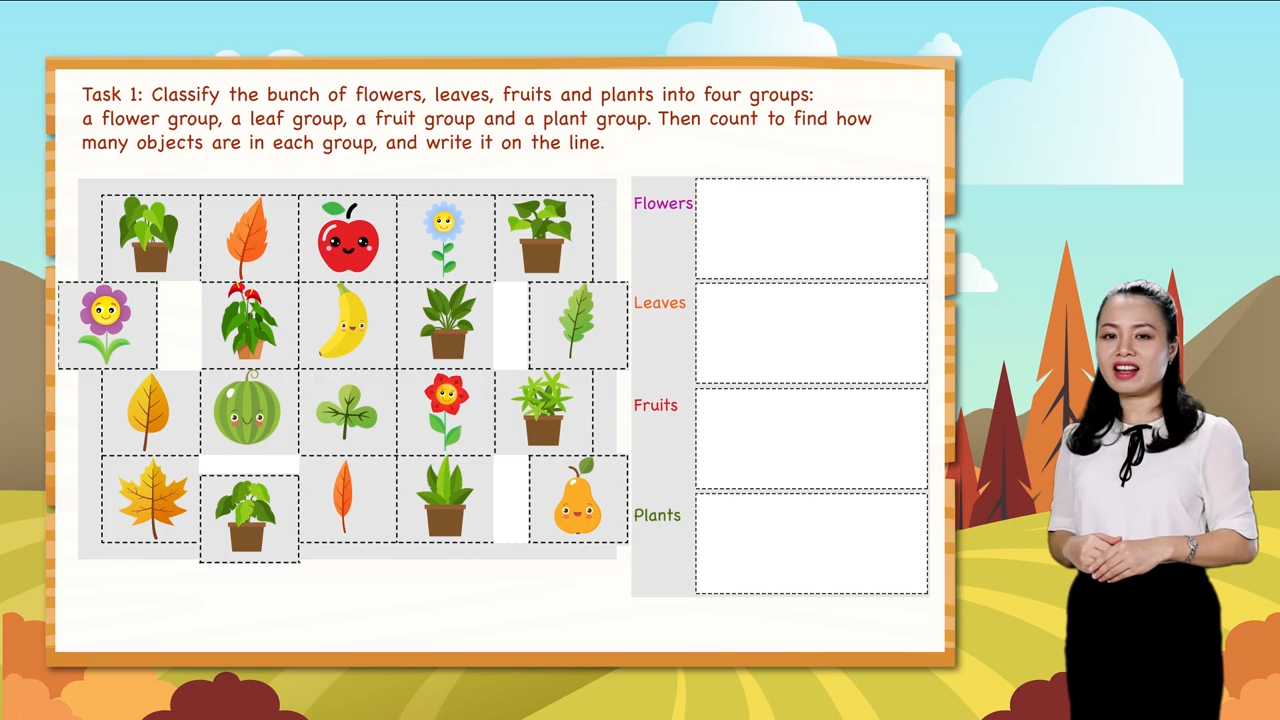 Task 1: Classify the bunch of flowers, leaves, fruits and plants into four groups:
a flower group, a leaf group, a fruit group and a plant group. Then count to find how
many objects are in each group, and write it on the line.
Flowers
Leaves
Fruits
Plants